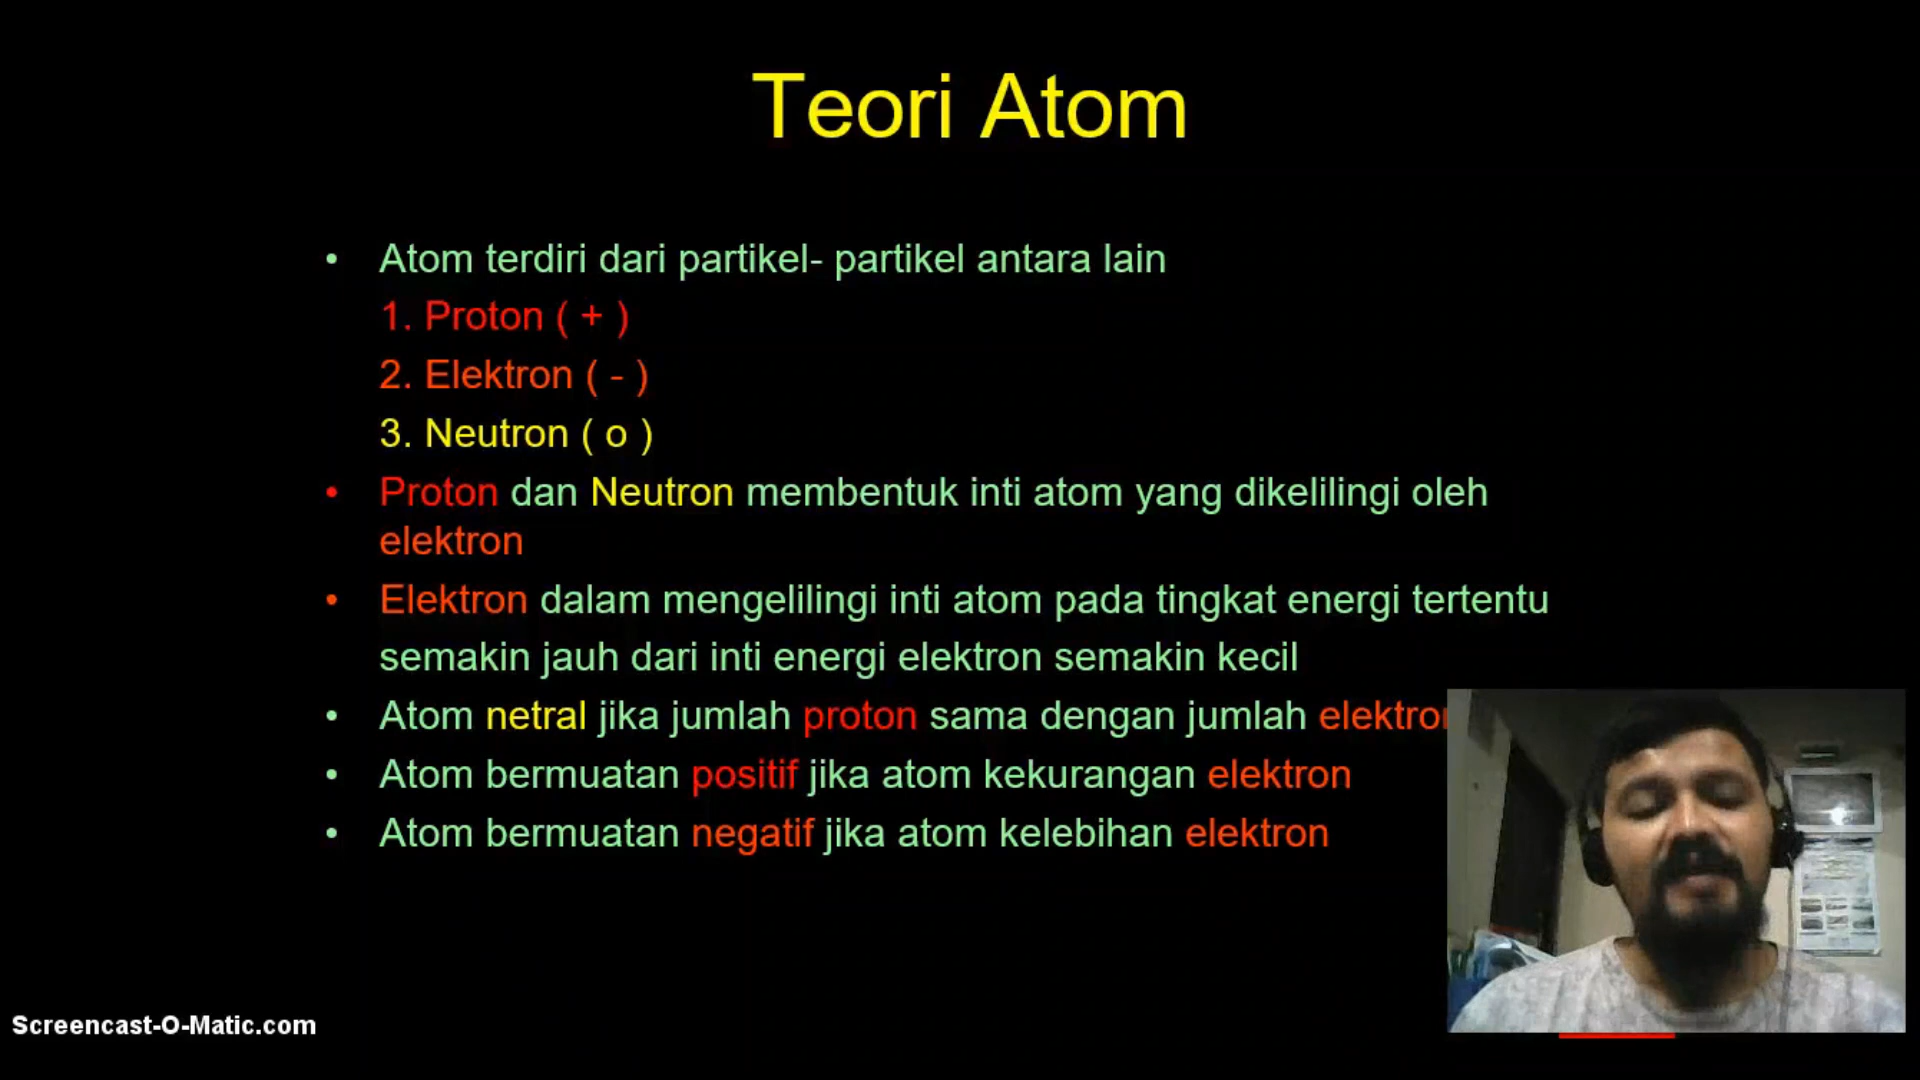 Teori Atom
• Atom terdiri dari partikel- partikel antara lain
1. Proton ( + )
2. Elektron ( - )
3. Neutron ( o )
• Proton dan Neutron membentuk inti atom yang dikelilingi oleh
elektron
• Elektron dalam mengelilingi inti atom pada tingkat energi tertentu
semakin jauh dari inti energi elektron semakin kecil
• Atom netral jika jumlah proton sama dengan jumlah elektron
• Atom bermuatan positif jika atom kekurangan elektron
• Atom bermuatan negatif jika atom kelebihan elektron
Screencast-O-Matic.com